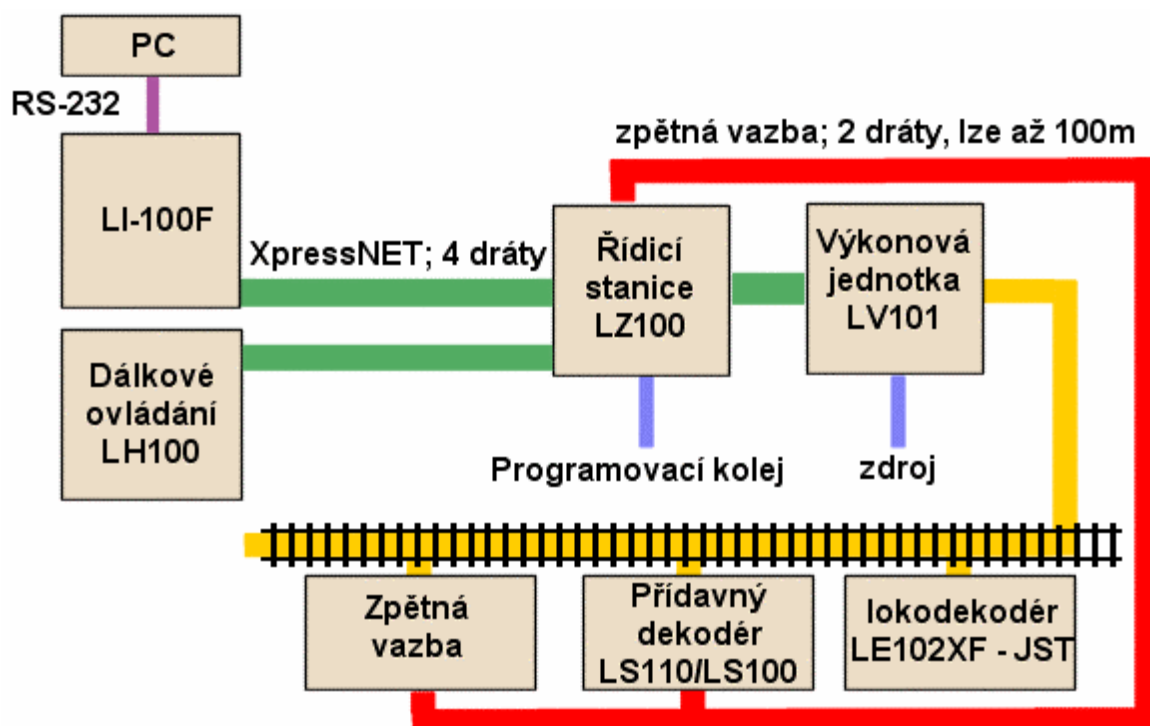 PC
RS-232
LI-100F
zpětná vazba; 2 dráty, lze až 100m
XpressNET; 4 dráty
Řídicí
stanice
LZ100
Výkonová
jednotka
LV101
Dálkové
ovládání
LH100
Programovací kolej
zdroj
Zpětná
vazba
Přídavný
dekodér
LS110/LS100
lokodekodér
LE102XF - JST